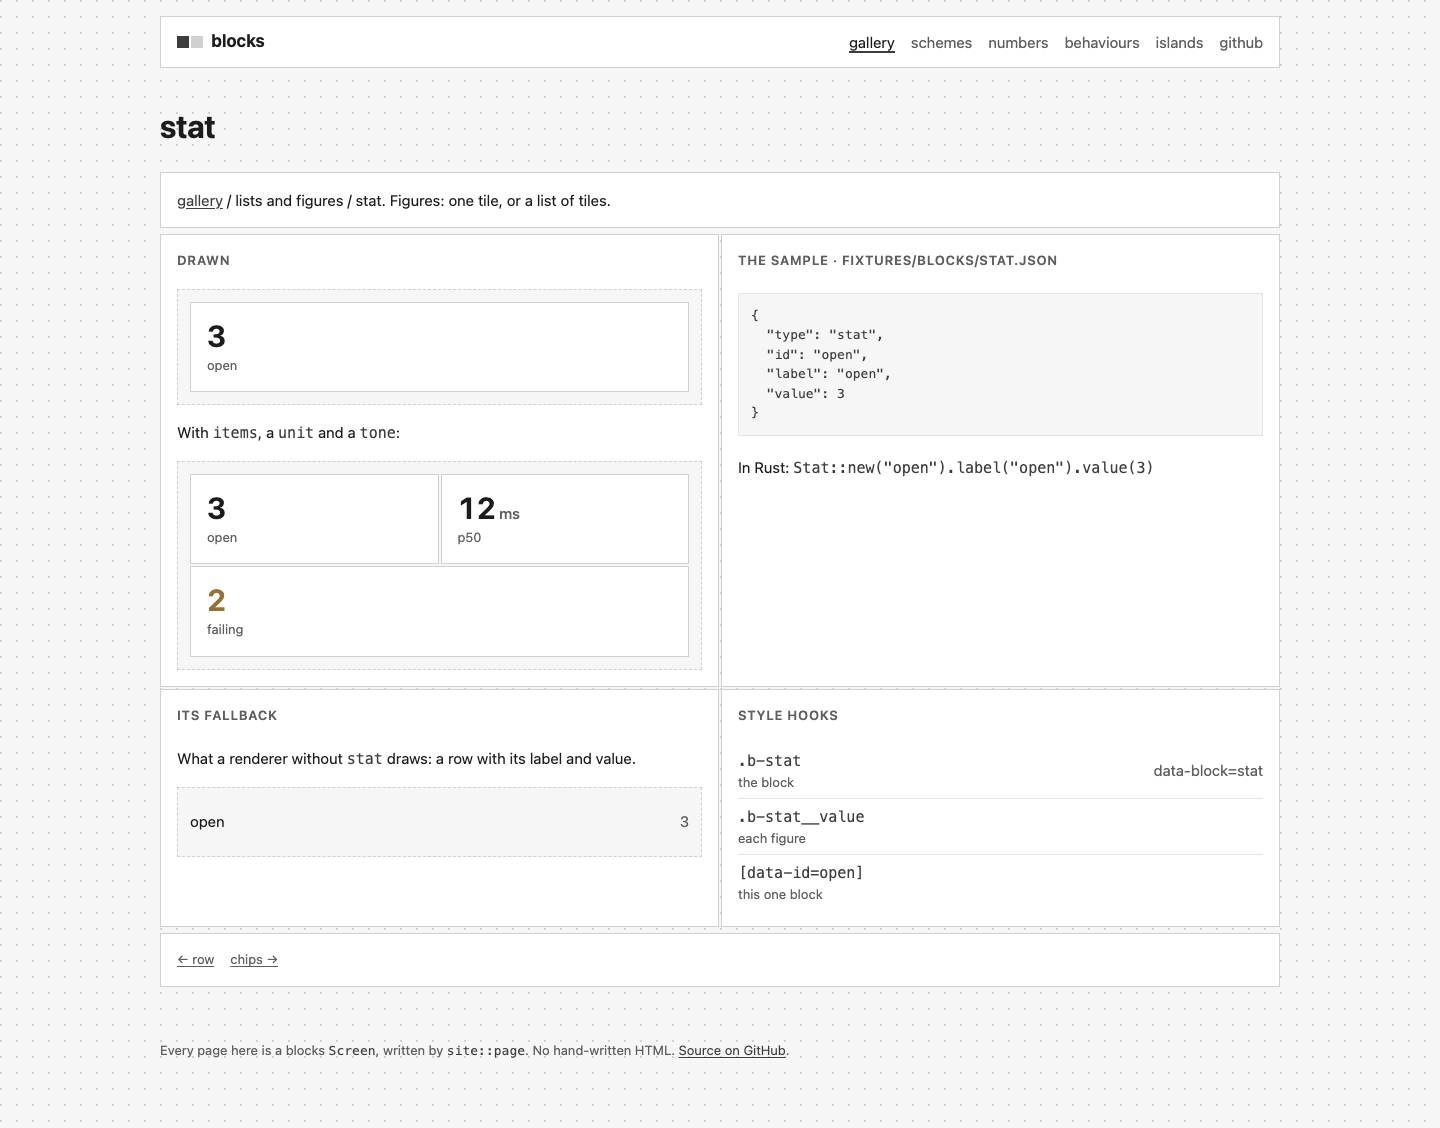 blocks
gallery schemes numbers behaviours islands github
stat
gallery / lists and figures / stat. Figures: one tile, or a list of tiles.
DRAWN
3
open
With items, a unit and a tone:
3
open
12 ms
p50
2
failing
THE SAMPLE · FIXTURES/BLOCKS/STAT.JSON
{
  "type": "stat",
  "id": "open",
  "label": "open",
  "value": 3
}
In Rust: Stat::new("open").label("open").value(3)
ITS FALLBACK
What a renderer without stat draws: a row with its label and value.
open 3
STYLE HOOKS
.b-stat
the block
data-block=stat
.b-stat__value
each figure
[data-id=open]
this one block
← row chips →
Every page here is a blocks Screen, written by site::page. No hand-written HTML. Source on GitHub.